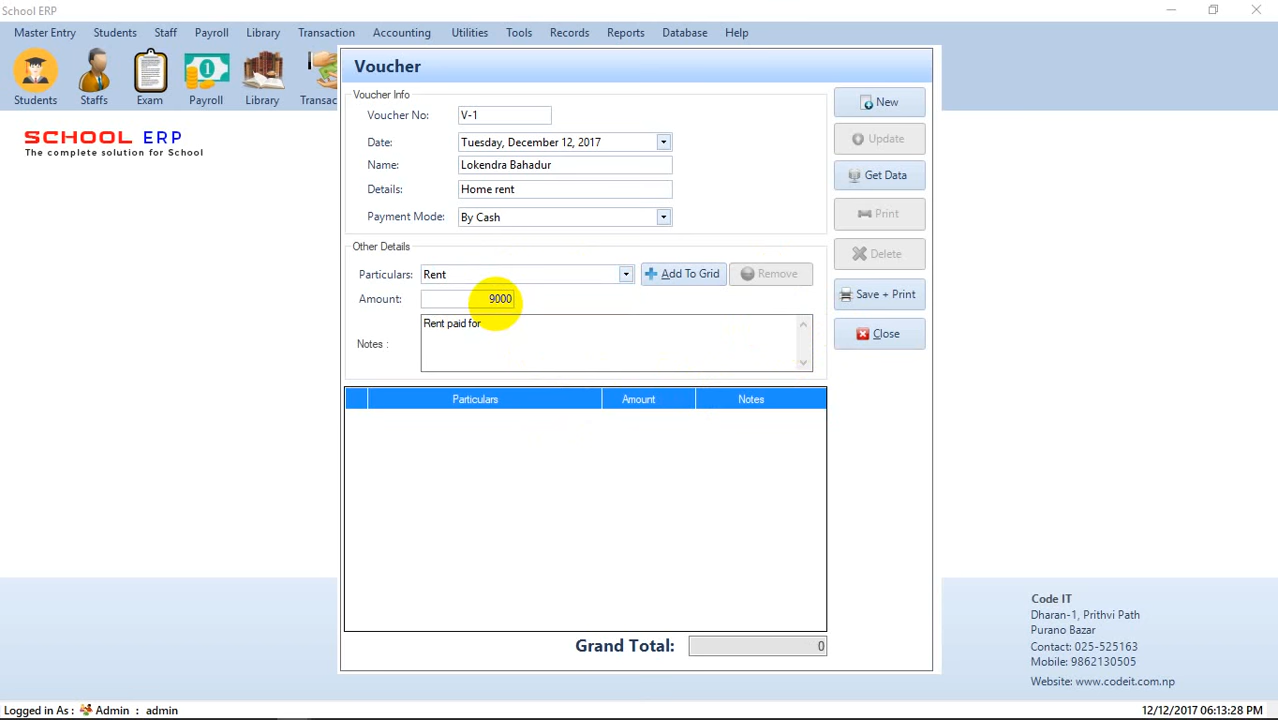 School ERP
Master Entry Students Staff Payroll Library Transaction Accounting Utilities Tools Records Reports Database Help
Students Staffs Exam Payroll Library Transac
SCHOOL ERP
The complete solution for School
Voucher
Voucher Info
Voucher No: V-1
Date: Tuesday, December 12, 2017
Name: Lokendra Bahadur
Details: Home rent
Payment Mode: By Cash
Other Details
Particulars: Rent
Add To Grid
Remove
Amount: 9000
Notes : Rent paid for
Particulars Amount Notes
Grand Total: 0
New
Update
Get Data
Print
Delete
Save + Print
Close
Code IT
Dharan-1, Prithvi Path
Purano Bazar
Contact: 025-525163
Mobile: 9862130505
Website: www.codeit.com.np
Logged in As : Admin : admin
12/12/2017 06:13:28 PM